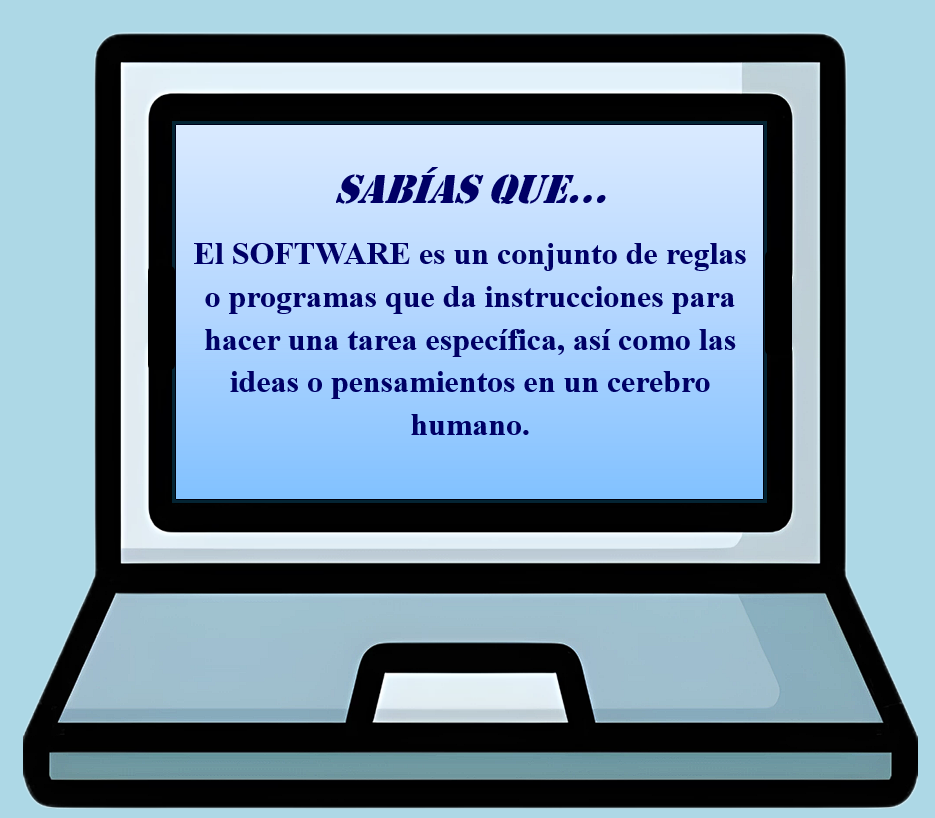 SABÍAS QUE...
El SOFTWARE es un conjunto de reglas
o programas que da instrucciones para
hacer una tarea específica, así como las
ideas o pensamientos en un cerebro
humano.